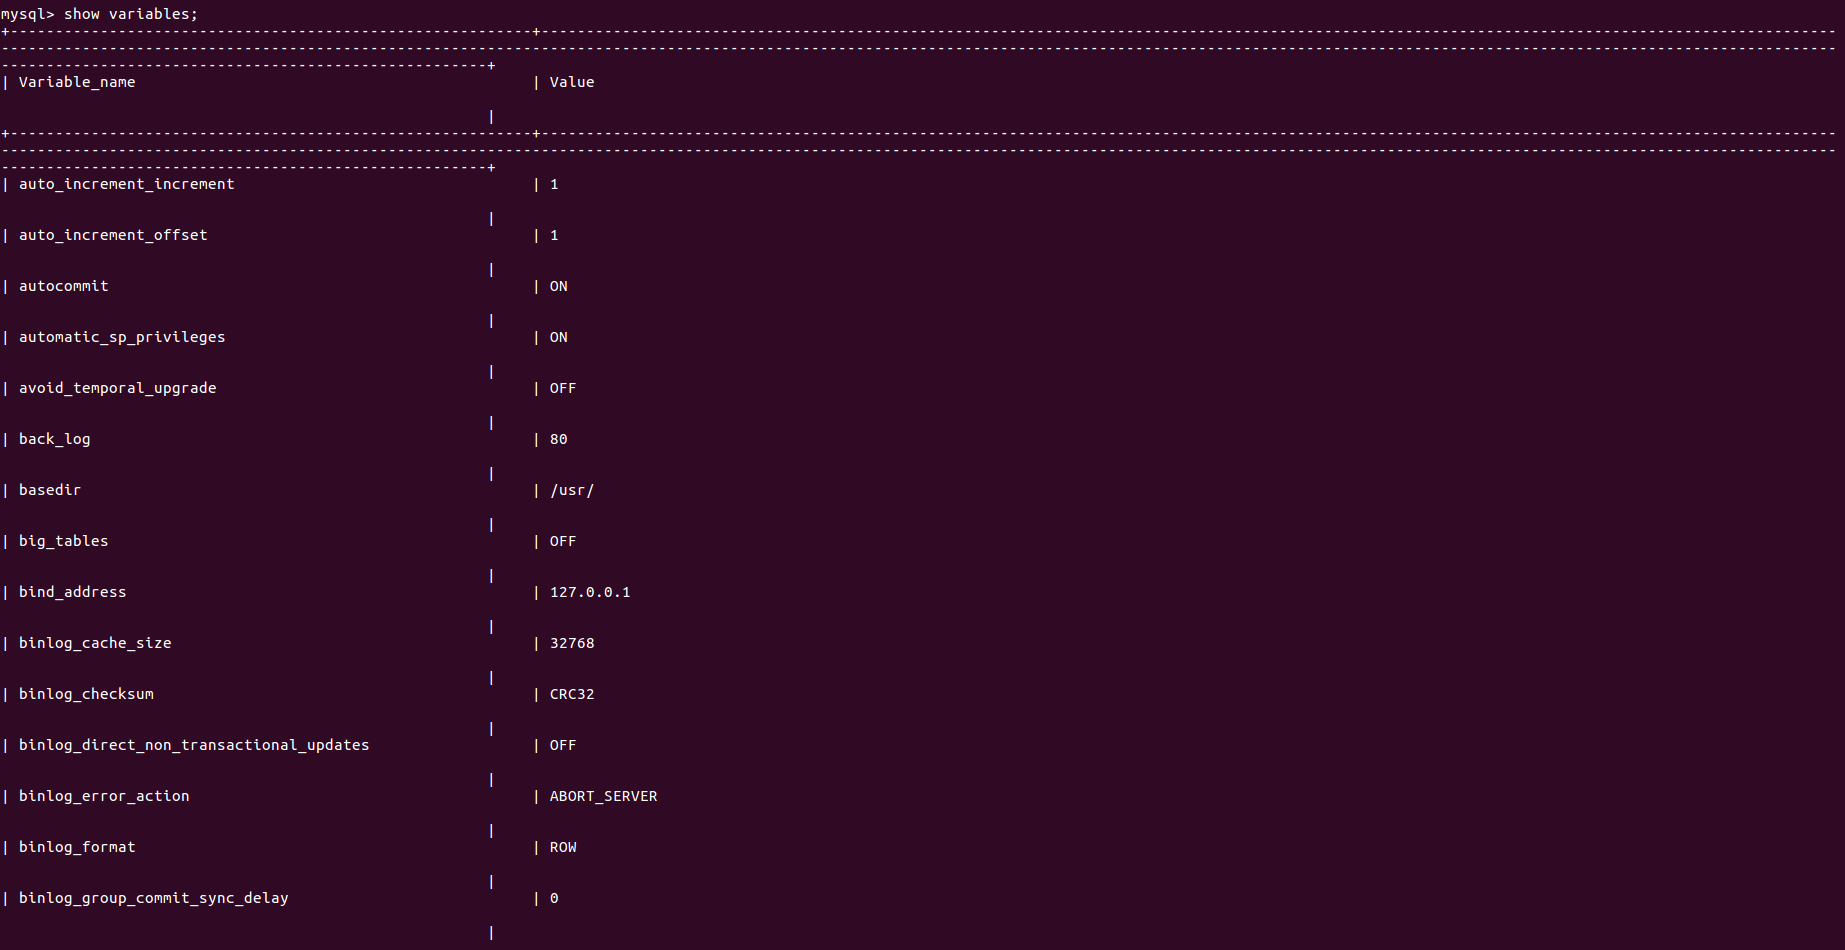 mysql> show variables;
| Variable_name | Value |
| auto_increment_increment | 1 |
| auto_increment_offset | 1 |
| autocommit | ON |
| automatic_sp_privileges | ON |
| avoid_temporal_upgrade | OFF |
| back_log | 80 |
| basedir | /usr/ |
| big_tables | OFF |
| bind_address | 127.0.0.1 |
| binlog_cache_size | 32768 |
| binlog_checksum | CRC32 |
| binlog_direct_non_transactional_updates | OFF |
| binlog_error_action | ABORT_SERVER |
| binlog_format | ROW |
| binlog_group_commit_sync_delay | 0 |